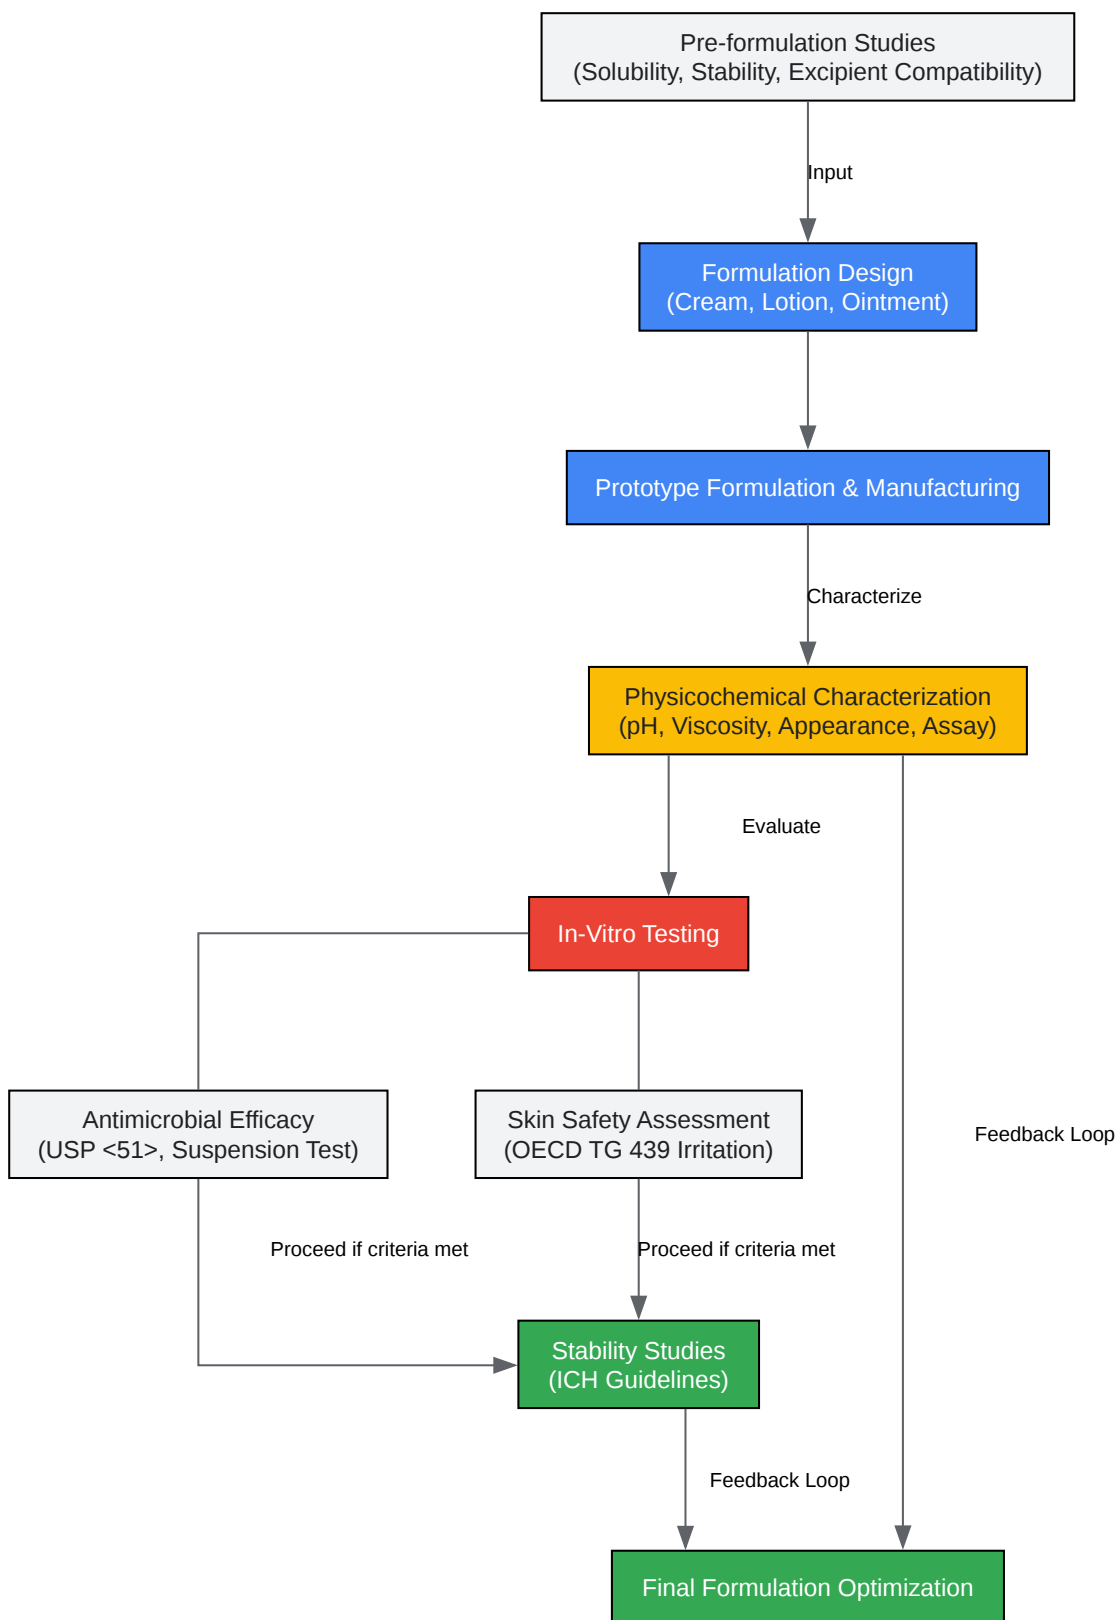 Pre-formulation Studies
(Solubility, Stability, Excipient Compatibility)
Input
Formulation Design
(Cream, Lotion, Ointment)
Prototype Formulation & Manufacturing
Characterize
Physicochemical Characterization
(pH, Viscosity, Appearance, Assay)
Evaluate
In-Vitro Testing
Antimicrobial Efficacy
(USP <51>, Suspension Test)
Skin Safety Assessment
(OECD TG 439 Irritation)
Feedback Loop
Proceed if criteria met
Proceed if criteria met
Stability Studies
(ICH Guidelines)
Feedback Loop
Final Formulation Optimization